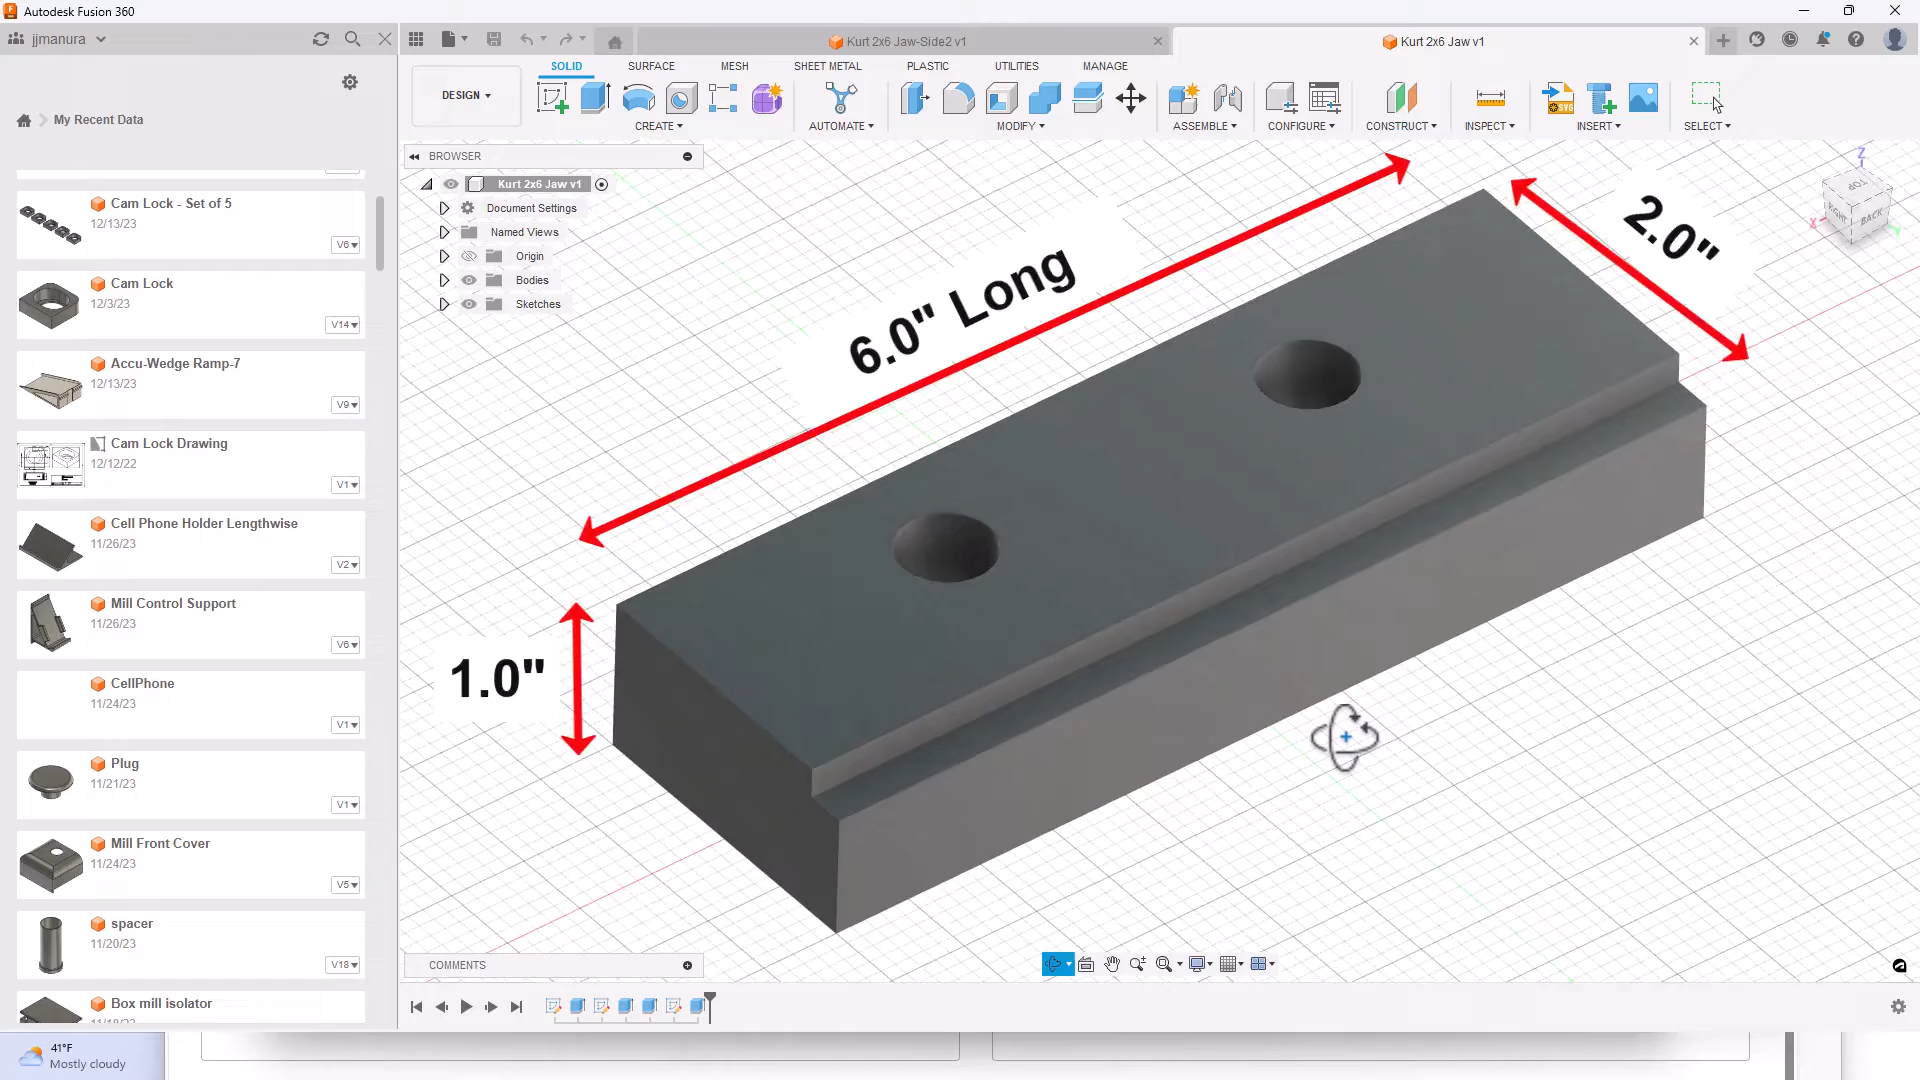 Autodesk Fusion 360
jjmanura
My Recent Data
Cam Lock - Set of 5
12/13/23
V6
Cam Lock
12/3/23
V14
Accu-Wedge Ramp-7
12/13/23
V9
Cam Lock Drawing
12/12/22
V1
Cell Phone Holder Lengthwise
11/26/23
V2
Mill Control Support
11/26/23
V6
CellPhone
11/24/23
V1
Plug
11/21/23
V1
Mill Front Cover
11/24/23
V5
spacer
11/20/23
V18
Box mill isolator
Kurt 2x6 Jaw-Side2 v1
Kurt 2x6 Jaw v1
DESIGN
SOLID
SURFACE
MESH
SHEET METAL
PLASTIC
UTILITIES
MANAGE
CREATE
AUTOMATE
MODIFY
ASSEMBLE
CONFIGURE
CONSTRUCT
INSPECT
SVG
INSERT
SELECT
BROWSER
Kurt 2x6 Jaw v1
Document Settings
Named Views
Origin
Bodies
Sketches
6.0" Long
2.0"
1.0"
Z
TOP
RIGHT
BACK
X
COMMENTS
41°F
Mostly cloudy